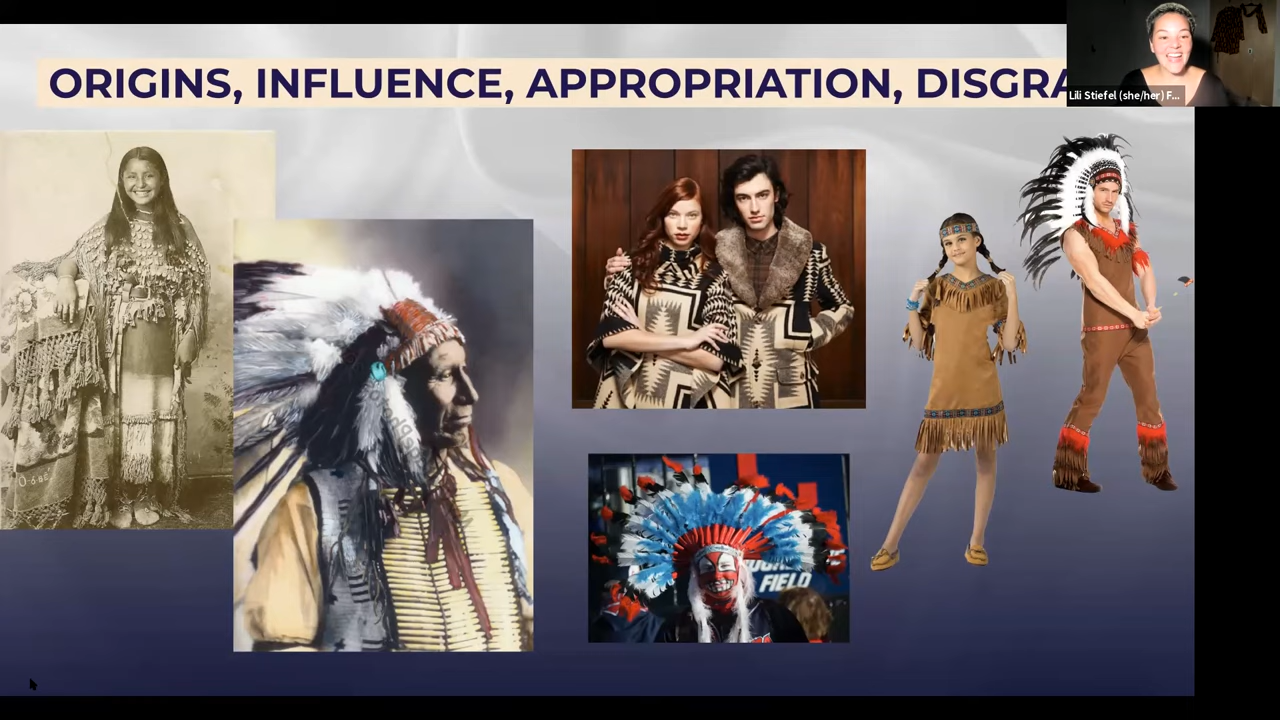 ORIGINS, INFLUENCE, APPROPRIATION, DISGRA
Lili Stiefel (she/her) F...
FIELD